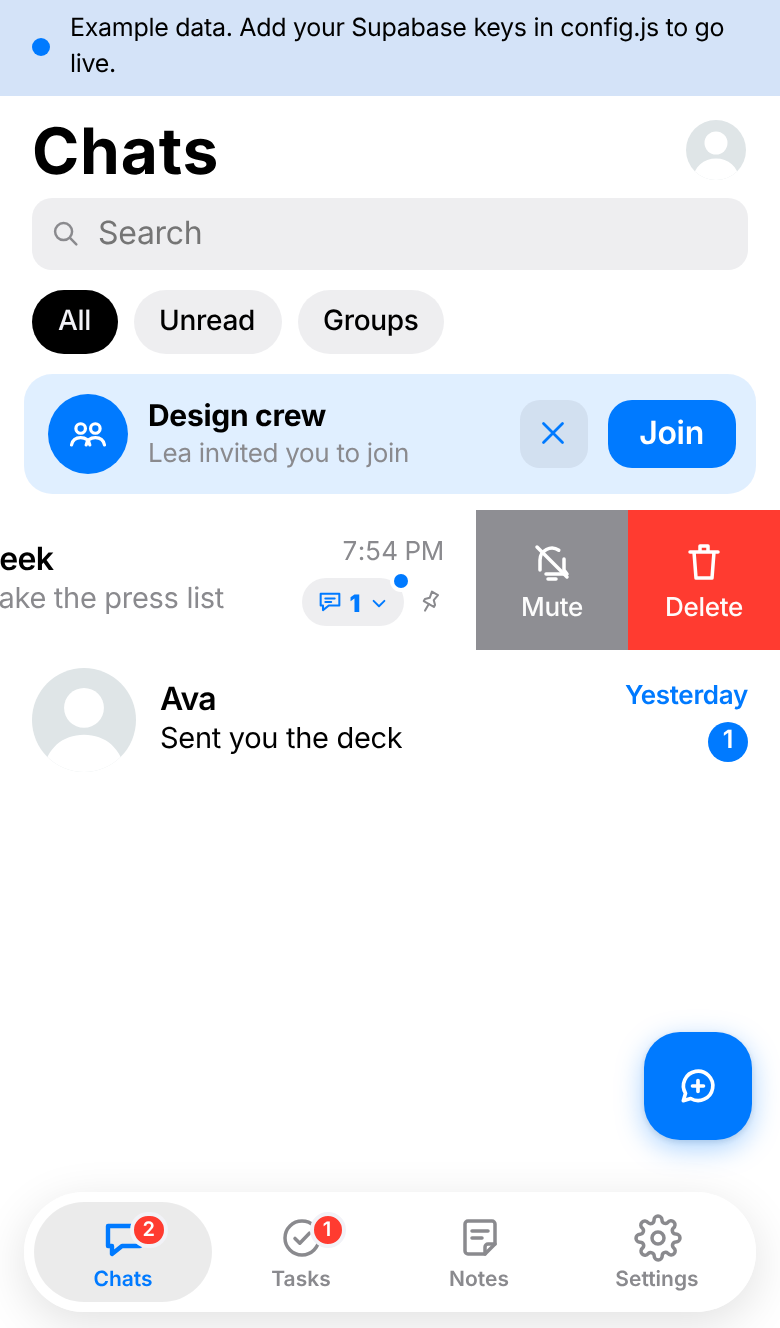 Example data. Add your Supabase keys in config.js to go
live.
Chats
Search
All
Unread
Groups
Design crew
Lea invited you to join
Join
eek
7:54 PM
ake the press list
1
Mute
Delete
Ava
Yesterday
Sent you the deck
1
2
1
Chats
Tasks
Notes
Settings